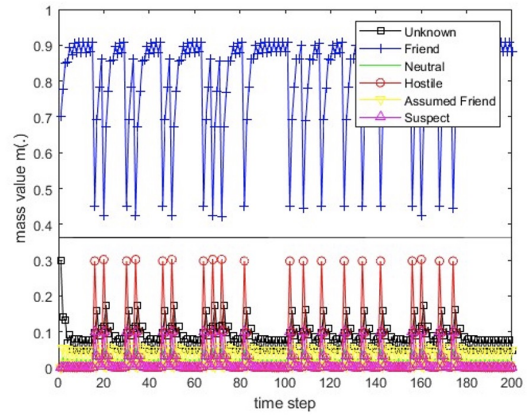 Unknown
Friend
Neutral
Hostile
Assumed Friend
Suspect
1
0.9
0.8
0.7
0.6
0.5
0.4
0.3
0.2
0.1
0
mass value m(.)
0 20 40 60 80 100 120 140 160 180 200
time step